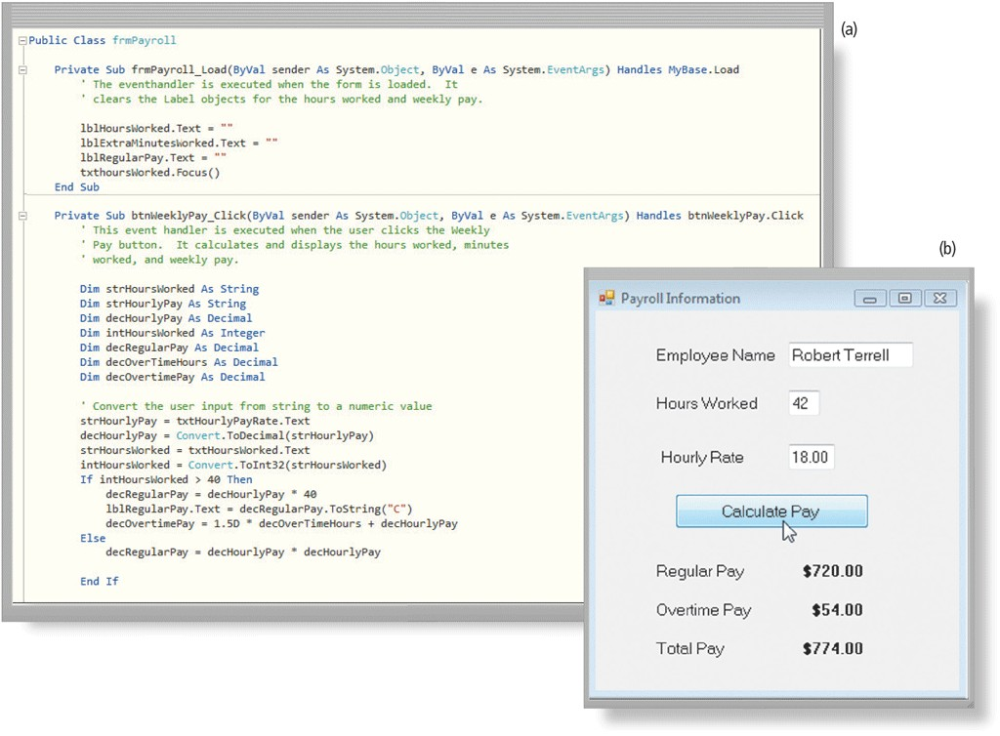 (a)
Public Class frmPayroll
Private Sub frmPayroll_Load(ByVal sender As System.Object, ByVal e As System.EventArgs) Handles MyBase.Load
' The eventhandler is executed when the form is loaded. It
' clears the Label objects for the hours worked and weekly pay.
lblHoursWorked.Text = ""
lblExtraMinutesWorked.Text = ""
lblRegularPay.Text = ""
txthoursWorked.Focus()
End Sub
Private Sub btnWeeklyPay_Click(ByVal sender As System.Object, ByVal e As System.EventArgs) Handles btnWeeklyPay.Click
' This event handler is executed when the user clicks the Weekly
' Pay button. It calculates and displays the hours worked, minutes
' worked, and weekly pay.
Dim strHoursWorked As String
Dim strHourlyPay As String
Dim decHourlyPay As Decimal
Dim intHoursWorked As Integer
Dim decRegularPay As Decimal
Dim decOverTimeHours As Decimal
Dim decOvertimePay As Decimal
' Convert the user input from string to a numeric value
strHourlyPay = txtHourlyPayRate.Text
decHourlyPay = Convert.ToDecimal(strHourlyPay)
strHoursWorked = txtHoursWorked.Text
intHoursWorked = Convert.ToInt32(strHoursWorked)
If intHoursWorked > 40 Then
decRegularPay = decHourlyPay * 40
lblRegularPay.Text = decRegularPay.ToString("C")
decOvertimePay = 1.5D * decOverTimeHours + decHourlyPay
Else
decRegularPay = decHourlyPay * decHourlyPay
End If
(b)
Payroll Information
Employee Name Robert Terrell
Hours Worked 42
Hourly Rate 18.00
Calculate Pay
Regular Pay $720.00
Overtime Pay $54.00
Total Pay $774.00